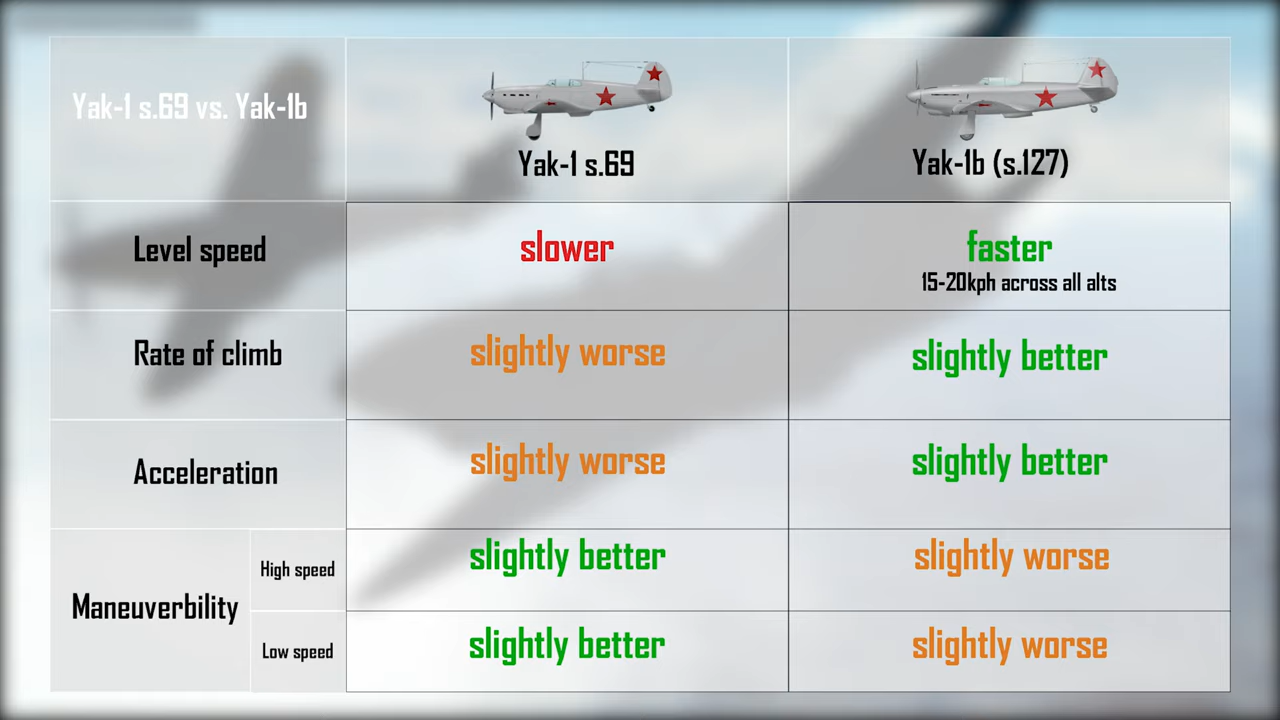 Yak-1 s.69 vs. Yak-1b
Yak-1 s.69
Yak-1b (s.127)
Level speed
slower
faster
15-20kph across all alts
Rate of climb
slightly worse
slightly better
Acceleration
slightly worse
slightly better
Maneuverbility
High speed
slightly better
slightly worse
Low speed
slightly better
slightly worse